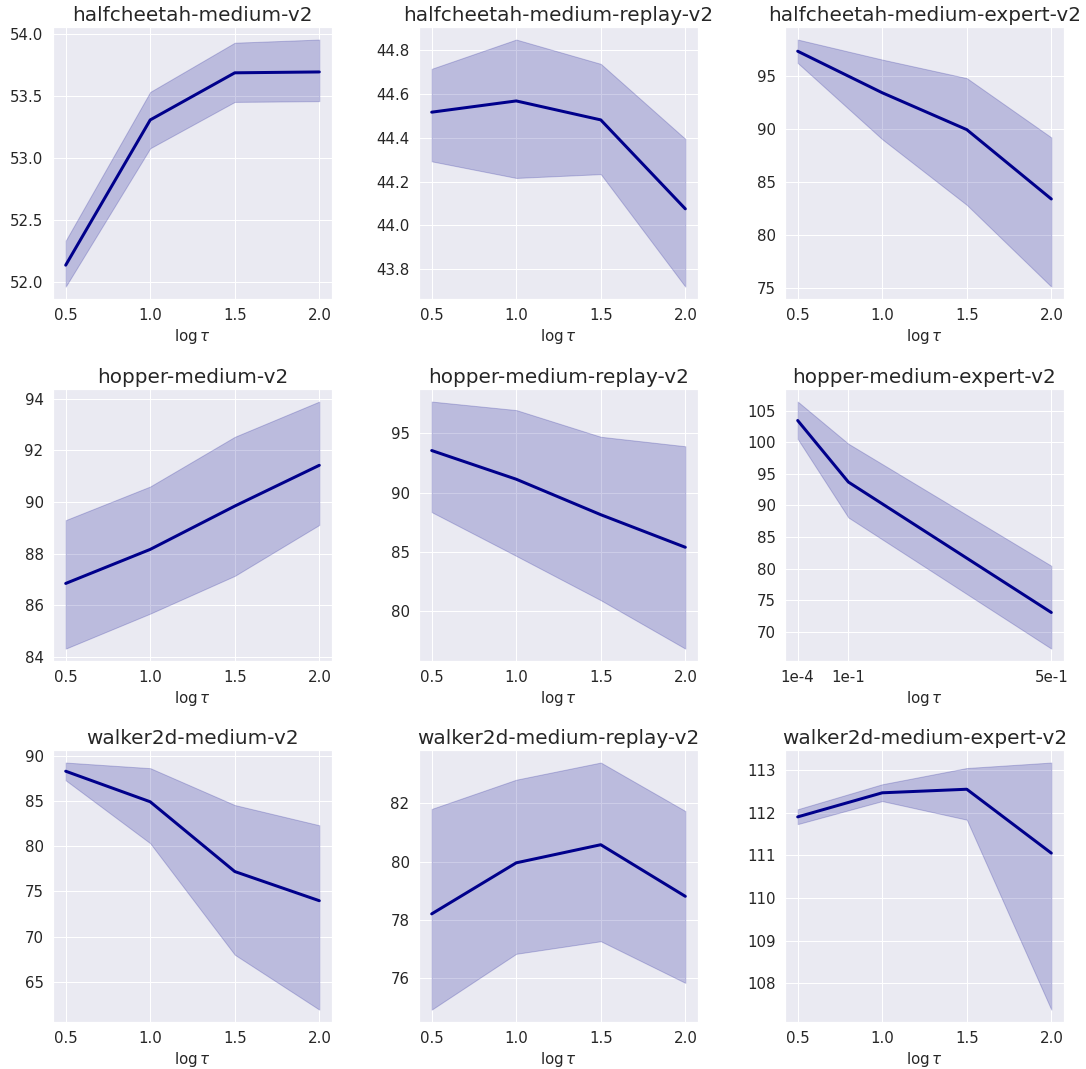 halfcheetah-medium-v2
54.0
53.5
53.0
52.5
52.0
0.5 1.0 1.5 2.0
log τ
halfcheetah-medium-replay-v2
44.8
44.6
44.4
44.2
44.0
43.8
0.5 1.0 1.5 2.0
log τ
halfcheetah-medium-expert-v2
95
90
85
80
75
0.5 1.0 1.5 2.0
log τ
hopper-medium-v2
94
92
90
88
86
84
0.5 1.0 1.5 2.0
log τ
hopper-medium-replay-v2
95
90
85
80
0.5 1.0 1.5 2.0
log τ
hopper-medium-expert-v2
105
100
95
90
85
80
75
70
1e-4 1e-1 5e-1
log τ
walker2d-medium-v2
90
85
80
75
70
65
0.5 1.0 1.5 2.0
log τ
walker2d-medium-replay-v2
82
80
78
76
0.5 1.0 1.5 2.0
log τ
walker2d-medium-expert-v2
113
112
111
110
109
108
0.5 1.0 1.5 2.0
log τ